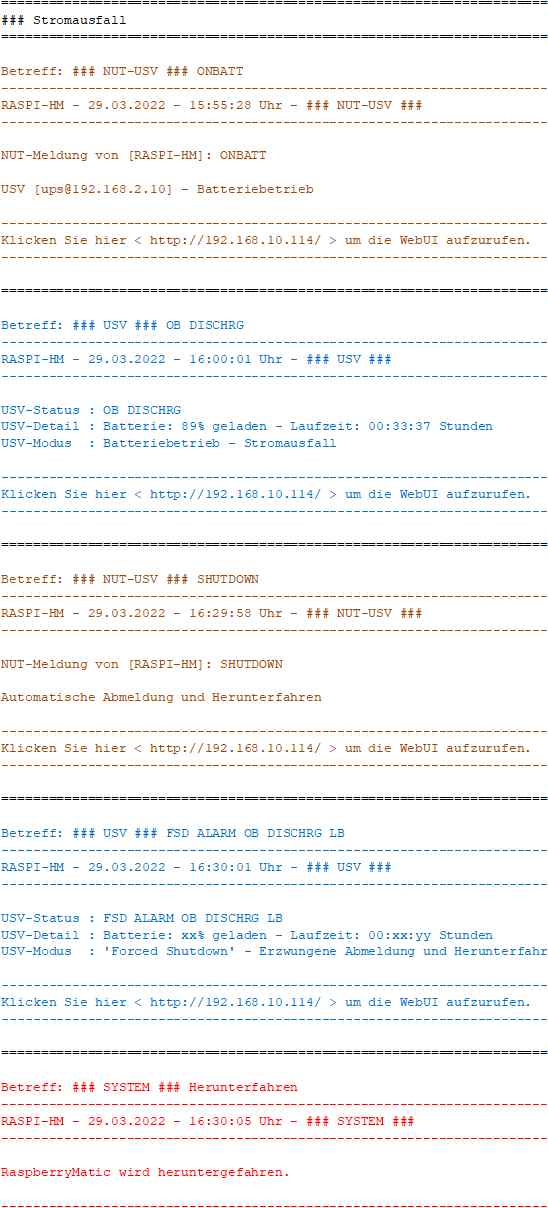 ======================================================================
### Stromausfall
======================================================================
Betreff: ### NUT-USV ### ONBATT
----------------------------------------------------------------------
RASPI-HM - 29.03.2022 - 15:55:28 Uhr - ### NUT-USV ###
----------------------------------------------------------------------
NUT-Meldung von [RASPI-HM]: ONBATT
USV [ups@192.168.2.10] - Batteriebetrieb
----------------------------------------------------------------------
Klicken Sie hier < http://192.168.10.114/ > um die WebUI aufzurufen.
----------------------------------------------------------------------
======================================================================
Betreff: ### USV ### OB DISCHRG
----------------------------------------------------------------------
RASPI-HM - 29.03.2022 - 16:00:01 Uhr - ### USV ###
----------------------------------------------------------------------
USV-Status : OB DISCHRG
USV-Detail : Batterie: 89% geladen - Laufzeit: 00:33:37 Stunden
USV-Modus  : Batteriebetrieb - Stromausfall
----------------------------------------------------------------------
Klicken Sie hier < http://192.168.10.114/ > um die WebUI aufzurufen.
----------------------------------------------------------------------
======================================================================
Betreff: ### NUT-USV ### SHUTDOWN
----------------------------------------------------------------------
RASPI-HM - 29.03.2022 - 16:29:58 Uhr - ### NUT-USV ###
----------------------------------------------------------------------
NUT-Meldung von [RASPI-HM]: SHUTDOWN
Automatische Abmeldung und Herunterfahren
----------------------------------------------------------------------
Klicken Sie hier < http://192.168.10.114/ > um die WebUI aufzurufen.
----------------------------------------------------------------------
======================================================================
Betreff: ### USV ### FSD ALARM OB DISCHRG LB
----------------------------------------------------------------------
RASPI-HM - 29.03.2022 - 16:30:01 Uhr - ### USV ###
----------------------------------------------------------------------
USV-Status : FSD ALARM OB DISCHRG LB
USV-Detail : Batterie: xx% geladen - Laufzeit: 00:xx:yy Stunden
USV-Modus  : 'Forced Shutdown' - Erzwungene Abmeldung und Herunterfahr
----------------------------------------------------------------------
Klicken Sie hier < http://192.168.10.114/ > um die WebUI aufzurufen.
----------------------------------------------------------------------
======================================================================
Betreff: ### SYSTEM ### Herunterfahren
----------------------------------------------------------------------
RASPI-HM - 29.03.2022 - 16:30:05 Uhr - ### SYSTEM ###
----------------------------------------------------------------------
RaspberryMatic wird heruntergefahren.
----------------------------------------------------------------------